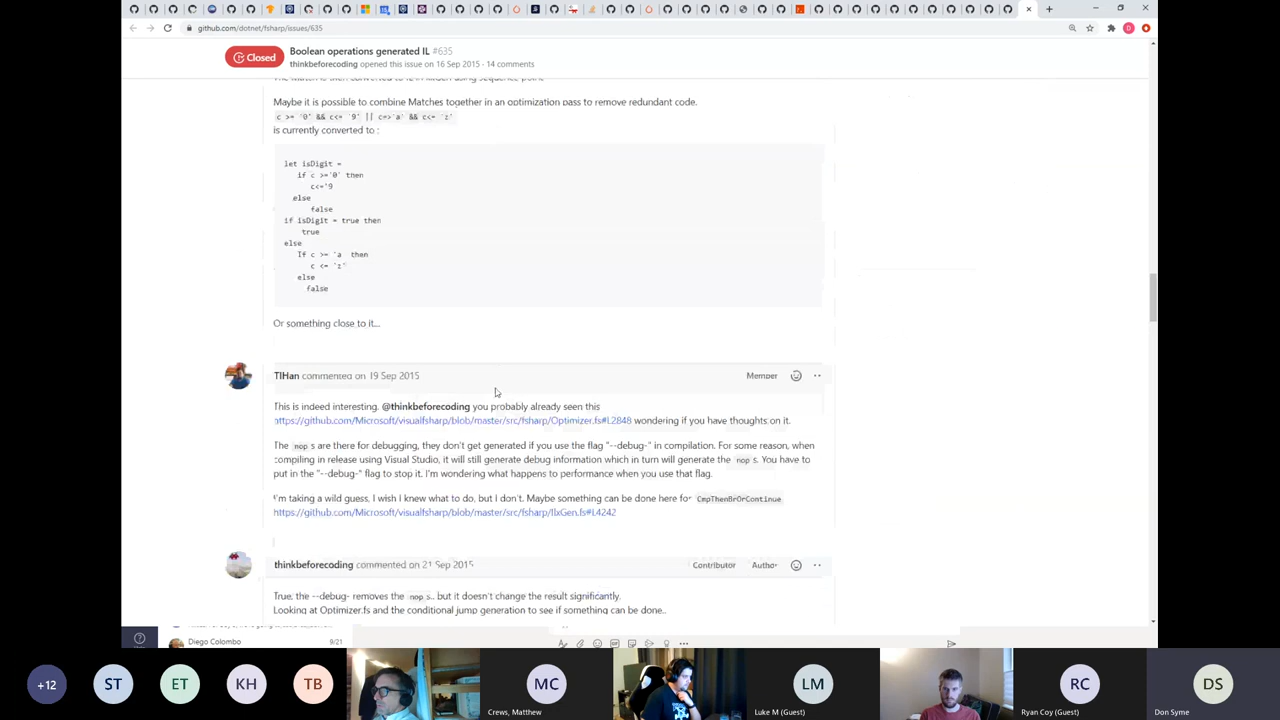 github.com/dotnet/fsharp/issues/635
Closed
Boolean operations generated IL #635
thinkbeforecoding opened this issue on 16 Sep 2015 · 14 comments
Maybe it is possible to combine Matches together in an optimization pass to remove redundant code.
c >= '0' && c<= '9' || c=>'a' && c<= 'z'
is currently converted to :
let isDigit =
if c >='0' then
c<='9
else
false
if isDigit = true then
true
else
If c >= 'a then
c <= 'z'
else
false
Or something close to it...
TIHan commented on 19 Sep 2015
Member
This is indeed interesting. @thinkbeforecoding you probably already seen this
https://github.com/Microsoft/visualfsharp/blob/master/src/fsharp/Optimizer.fs#L2848 wondering if you have thoughts on it.
The nop s are there for debugging, they don't get generated if you use the flag "--debug-" in compilation. For some reason, when
compiling in release using Visual Studio, it will still generate debug information which in turn will generate the nop s. You have to
put in the "--debug-" flag to stop it. I'm wondering what happens to performance when you use that flag.
I'm taking a wild guess, I wish I knew what to do, but I don't. Maybe something can be done here for CmpThenBrOrContinue
https://github.com/Microsoft/visualfsharp/blob/master/src/fsharp/IlxGen.fs#L4242
thinkbeforecoding commented on 21 Sep 2015
Contributor Author
True, the --debug- removes the nop s.. but it doesn't change the result significantly.
Looking at Optimizer.fs and the conditional jump generation to see if something can be done..
Diego Colombo 9/21
+12
ST
ET
KH
TB
MC
Crews, Matthew
LM
Luke M (Guest)
RC
Ryan Coy (Guest)
DS
Don Syme